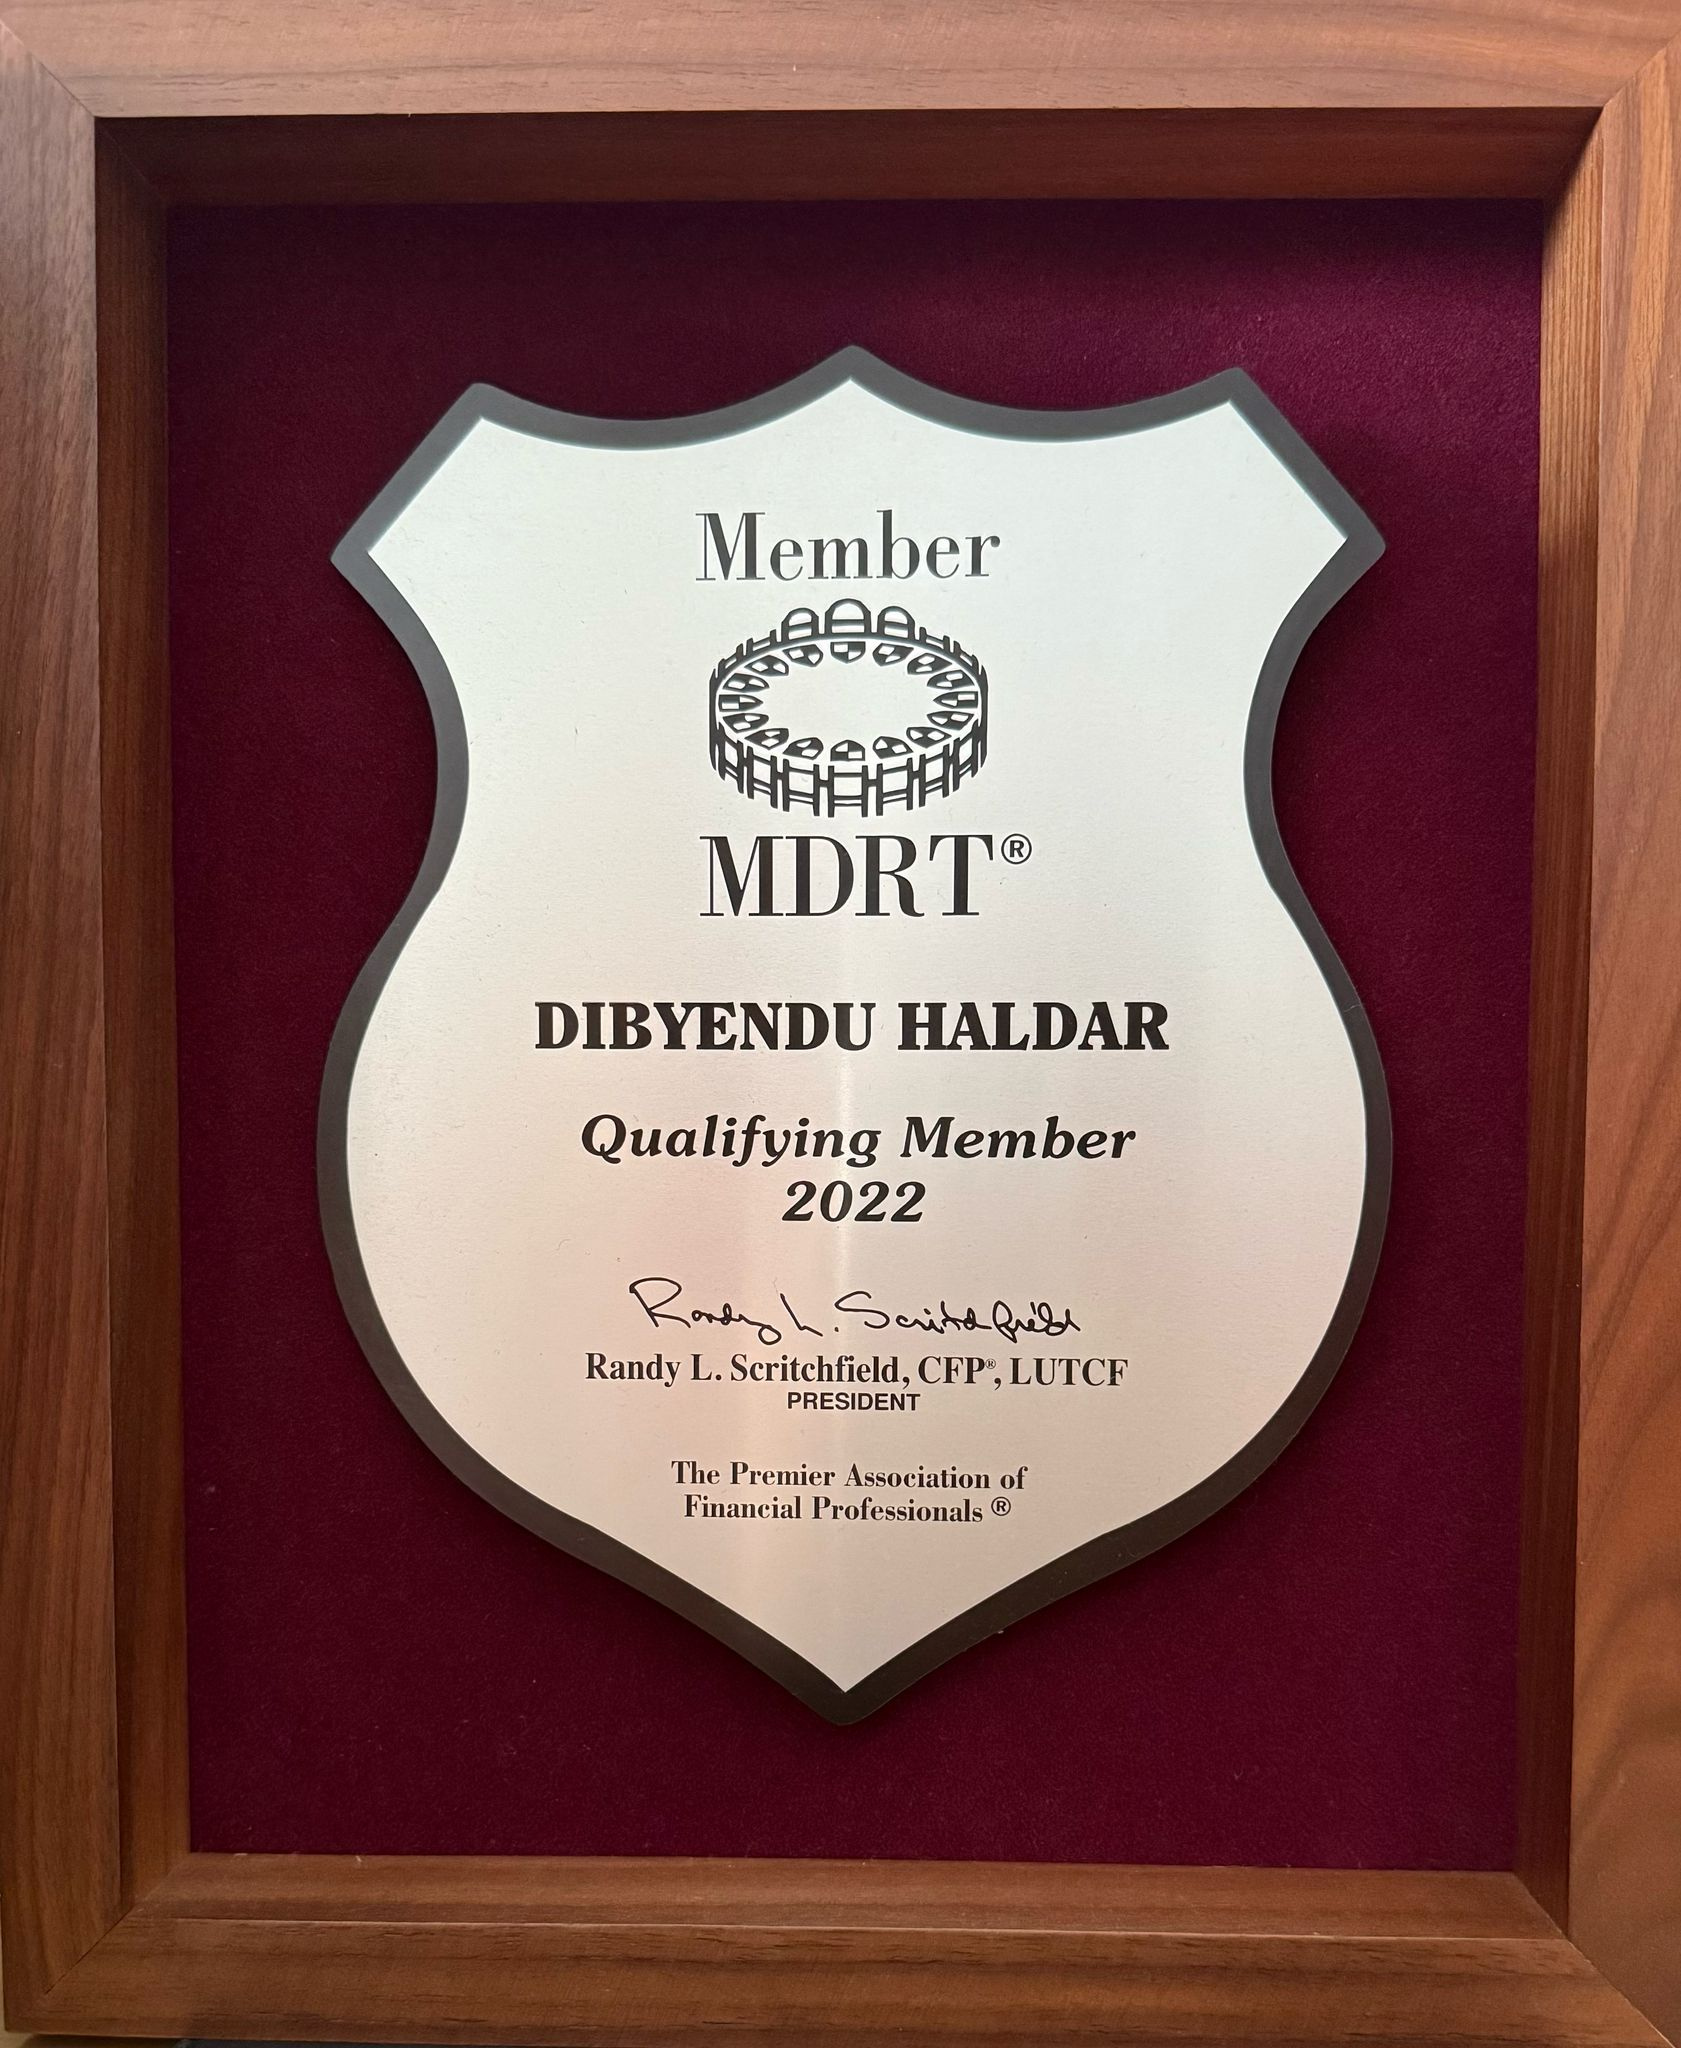 Member
MDRT®
DIBYENDU HALDAR
Qualifying Member
2022
Randy L. Scritchfield
Randy L. Scritchfield, CFP®, LUTCF
PRESIDENT
The Premier Association of
Financial Professionals ®